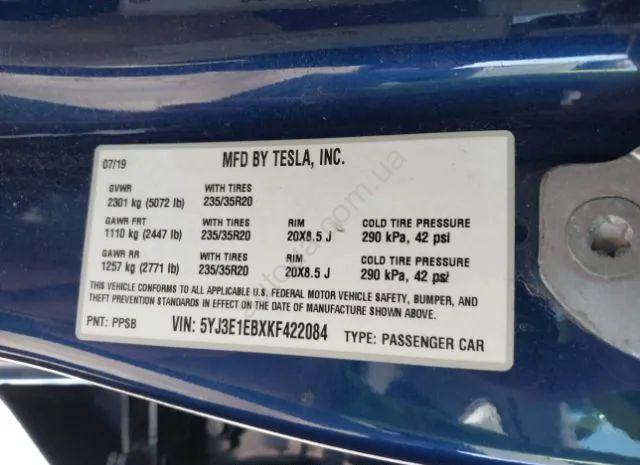 07/19 MFD BY TESLA, INC.
GVWR WITH TIRES
2301 kg (5072 lb) 235/35R20
GAWR FRT WITH TIRES RIM COLD TIRE PRESSURE
1110 kg (2447 lb) 235/35R20 20X8.5 J 290 kPa, 42 psi
GAWR RR WITH TIRES RIM COLD TIRE PRESSURE
1257 kg (2771 lb) 235/35R20 20X8.5 J 290 kPa, 42 psi
THIS VEHICLE CONFORMS TO ALL APPLICABLE U.S. FEDERAL MOTOR VEHICLE SAFETY, BUMPER, AND
THEFT PREVENTION STANDARDS IN EFFECT ON THE DATE OF MANUFACTURE SHOWN ABOVE.
PNT: PPSB VIN: 5YJ3E1EBXKF422084 TYPE: PASSENGER CAR
autoua.com.ua